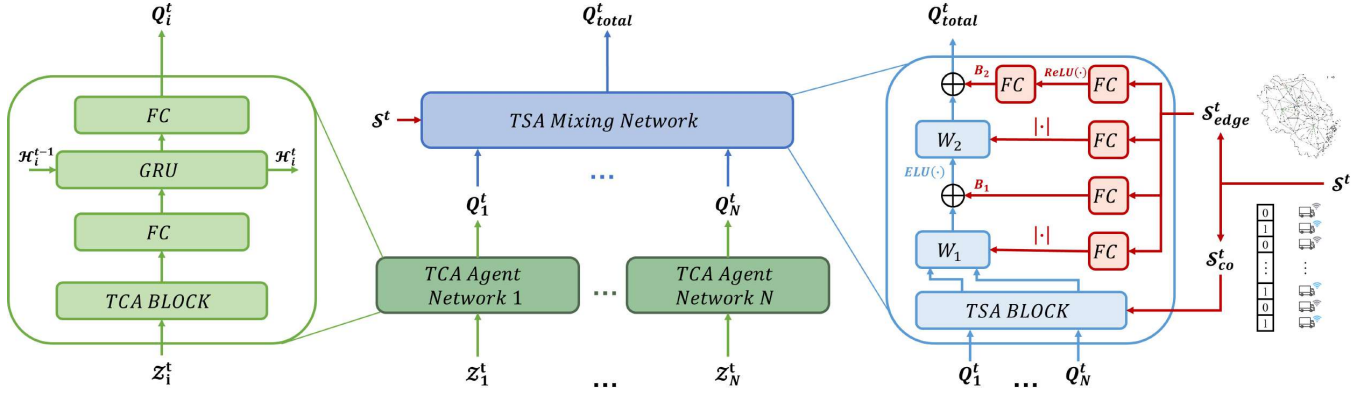 Q_i^t
FC
H_i^{t-1}
H_i^t
GRU
FC
TCA BLOCK
Z_i^t
Q_total^t
S^t
TSA Mixing Network
...
Q_1^t
Q_N^t
TCA Agent
Network 1
...
TCA Agent
Network N
Z_1^t
...
Z_N^t
Q_total^t
B_2
FC
ReLU(·)
FC
W_2
|·|
FC
ELU(·)
B_1
FC
W_1
|·|
FC
TSA BLOCK
Q_1^t
...
Q_N^t
S_edge^t
S^t
S_co^t
0
1
0
⋮
⋮
1
0
1